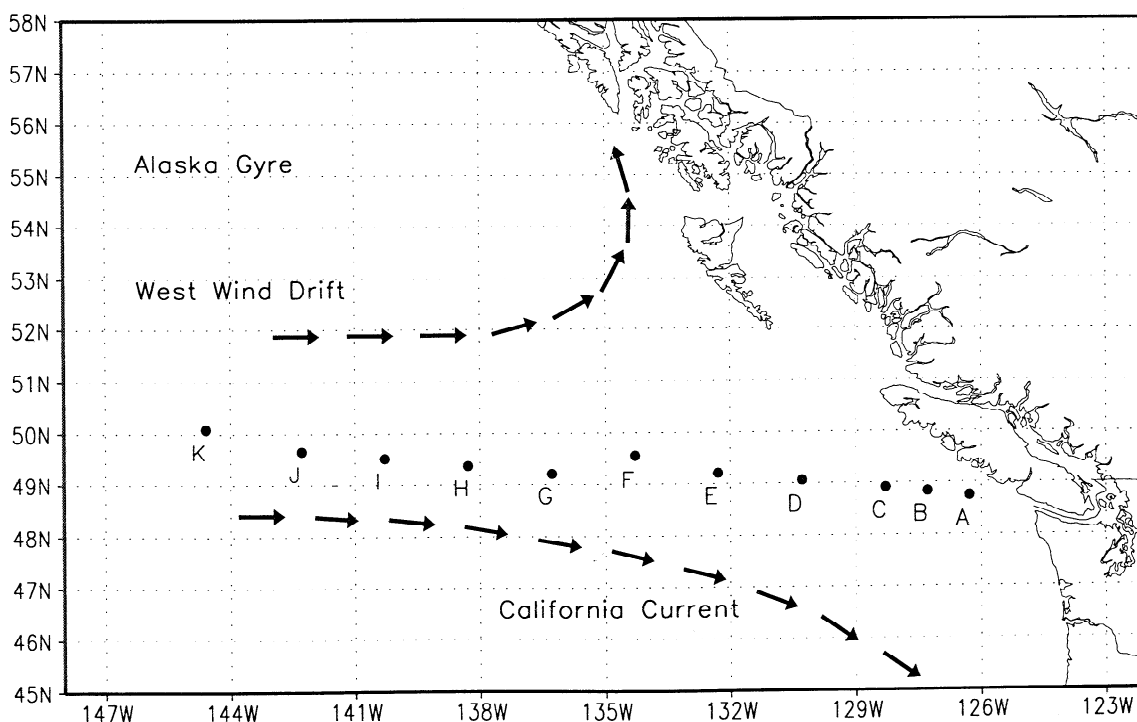 58N
57N
56N
55N
Alaska Gyre
54N
53N
West Wind Drift
52N
51N
50N
K J I H G F E D C B A
49N
48N
47N
California Current
46N
45N
147W 144W 141W 138W 135W 132W 129W 126W 123W